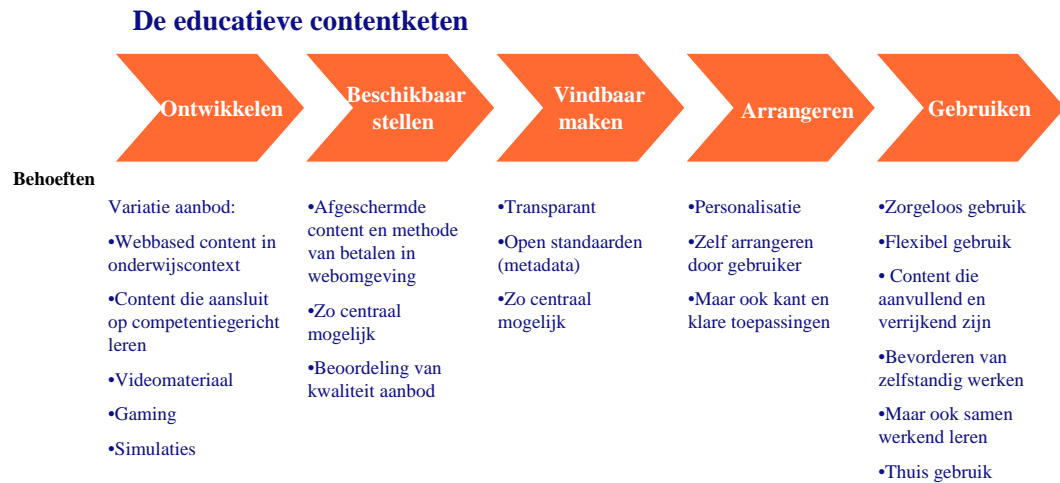 De educatieve contentketen
Ontwikkelen
Beschikbaar
stellen
Vindbaar
maken
Arrangeren
Gebruiken
Behoeften
Variatie aanbod:
•Webbased content in
onderwijscontext
•Content die aansluit
op competentiegericht
leren
•Videomateriaal
•Gaming
•Simulaties
•Afgeschermde
content en methode
van betalen in
webomgeving
•Zo centraal
mogelijk
•Beoordeling van
kwaliteit aanbod
•Transparant
•Open standaarden
(metadata)
•Zo centraal
mogelijk
•Personalisatie
•Zelf arrangeren
door gebruiker
•Maar ook kant en
klare toepassingen
•Zorgeloos gebruik
•Flexibel gebruik
• Content die
aanvullend en
verrijkend zijn
•Bevorderen van
zelfstandig werken
•Maar ook samen
werkend leren
•Thuis gebruik